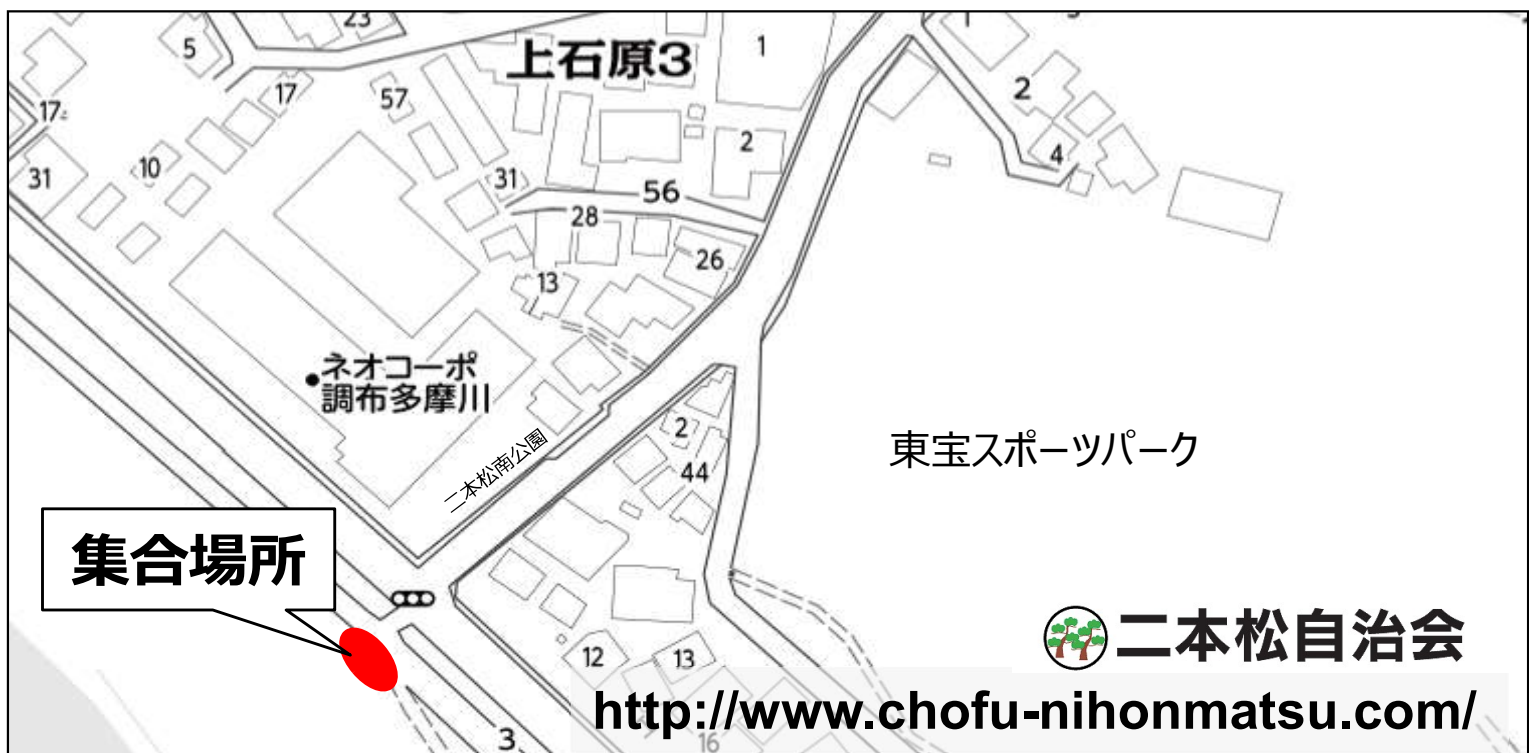 23
5
上石原3
1
1
17
57
2
17
10
2
31
31
56
4
28
26
13
ネオコーポ
調布多摩川
2
二本松南公園
東宝スポーツパーク
44
集合場所
二本松自治会
12
13
http://www.chofu-nihonmatsu.com/
3
16